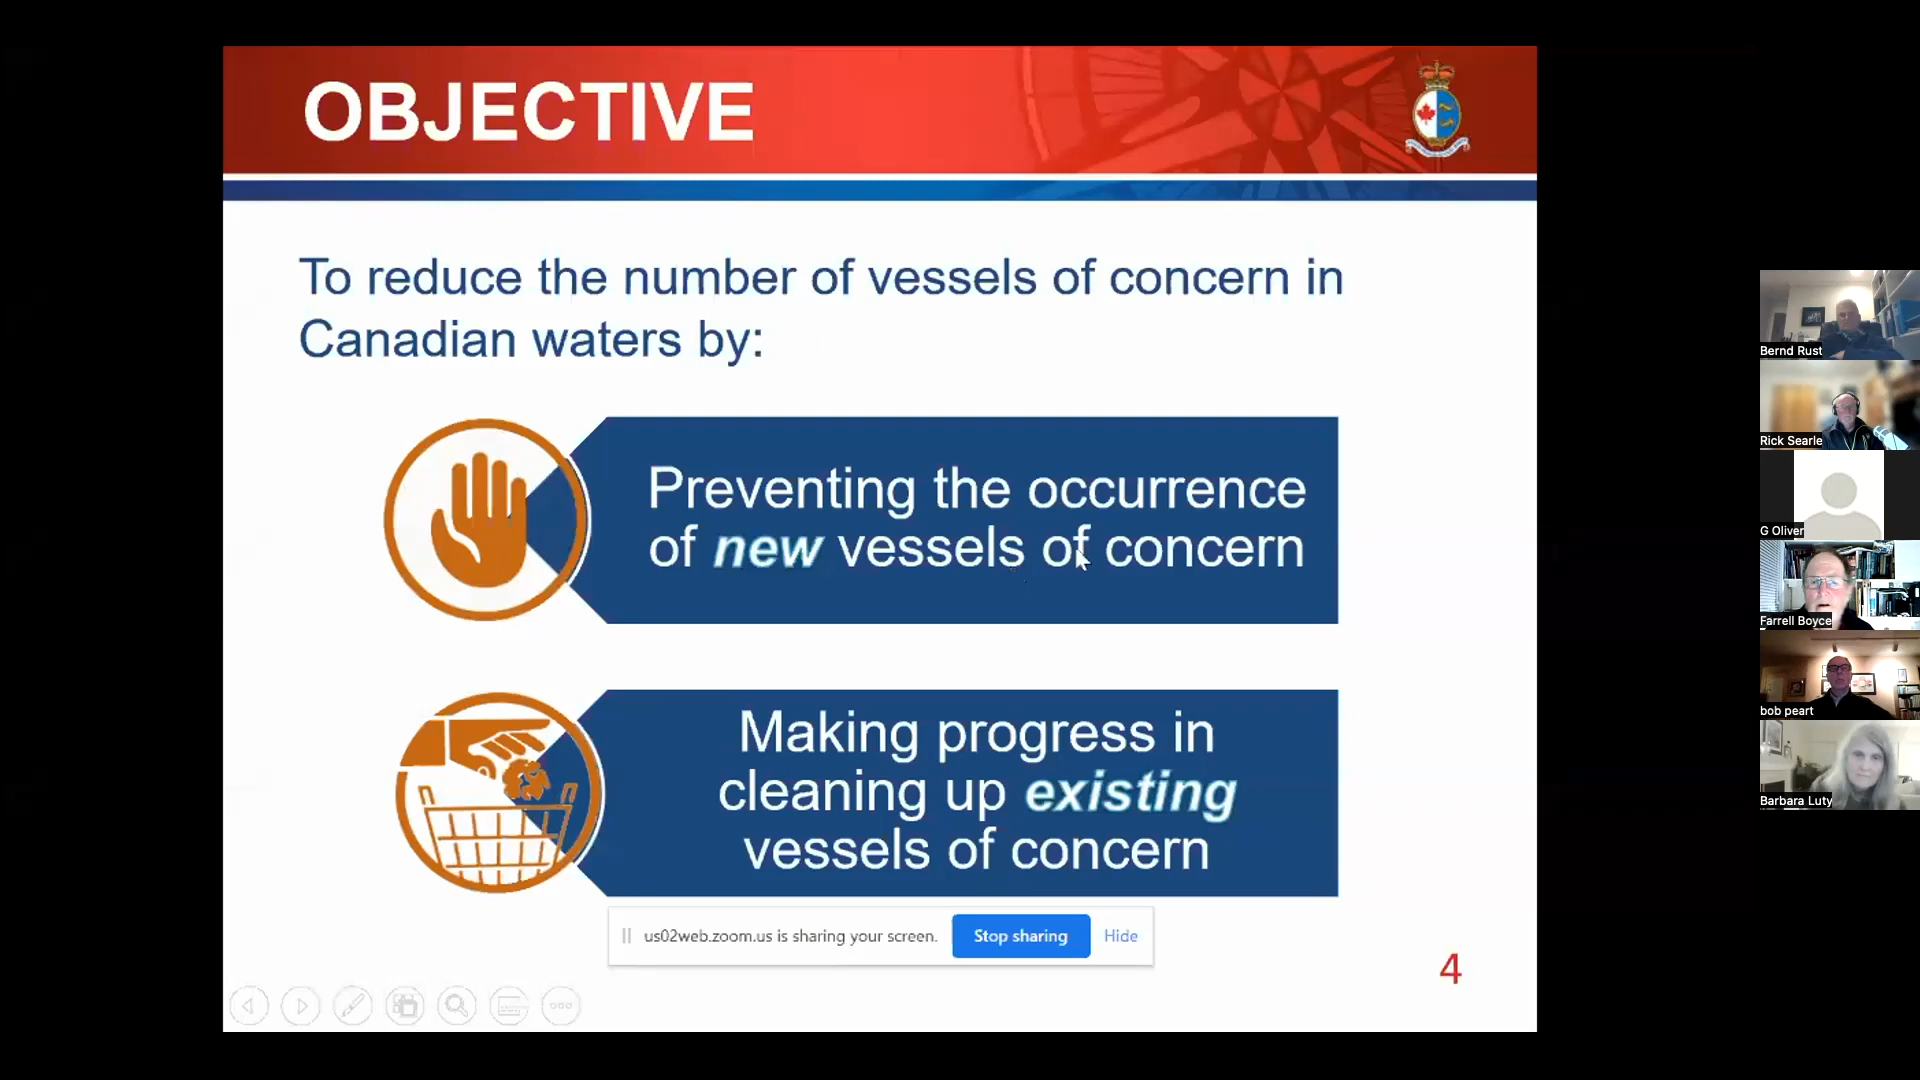 OBJECTIVE
To reduce the number of vessels of concern in
Canadian waters by:
Preventing the occurrence
of new vessels of concern
Making progress in
cleaning up existing
vessels of concern
us02web.zoom.us is sharing your screen.
Stop sharing
Hide
4
Bernd Rust
Rick Searle
G Oliver
Farrell Boyce
bob peart
Barbara Luty